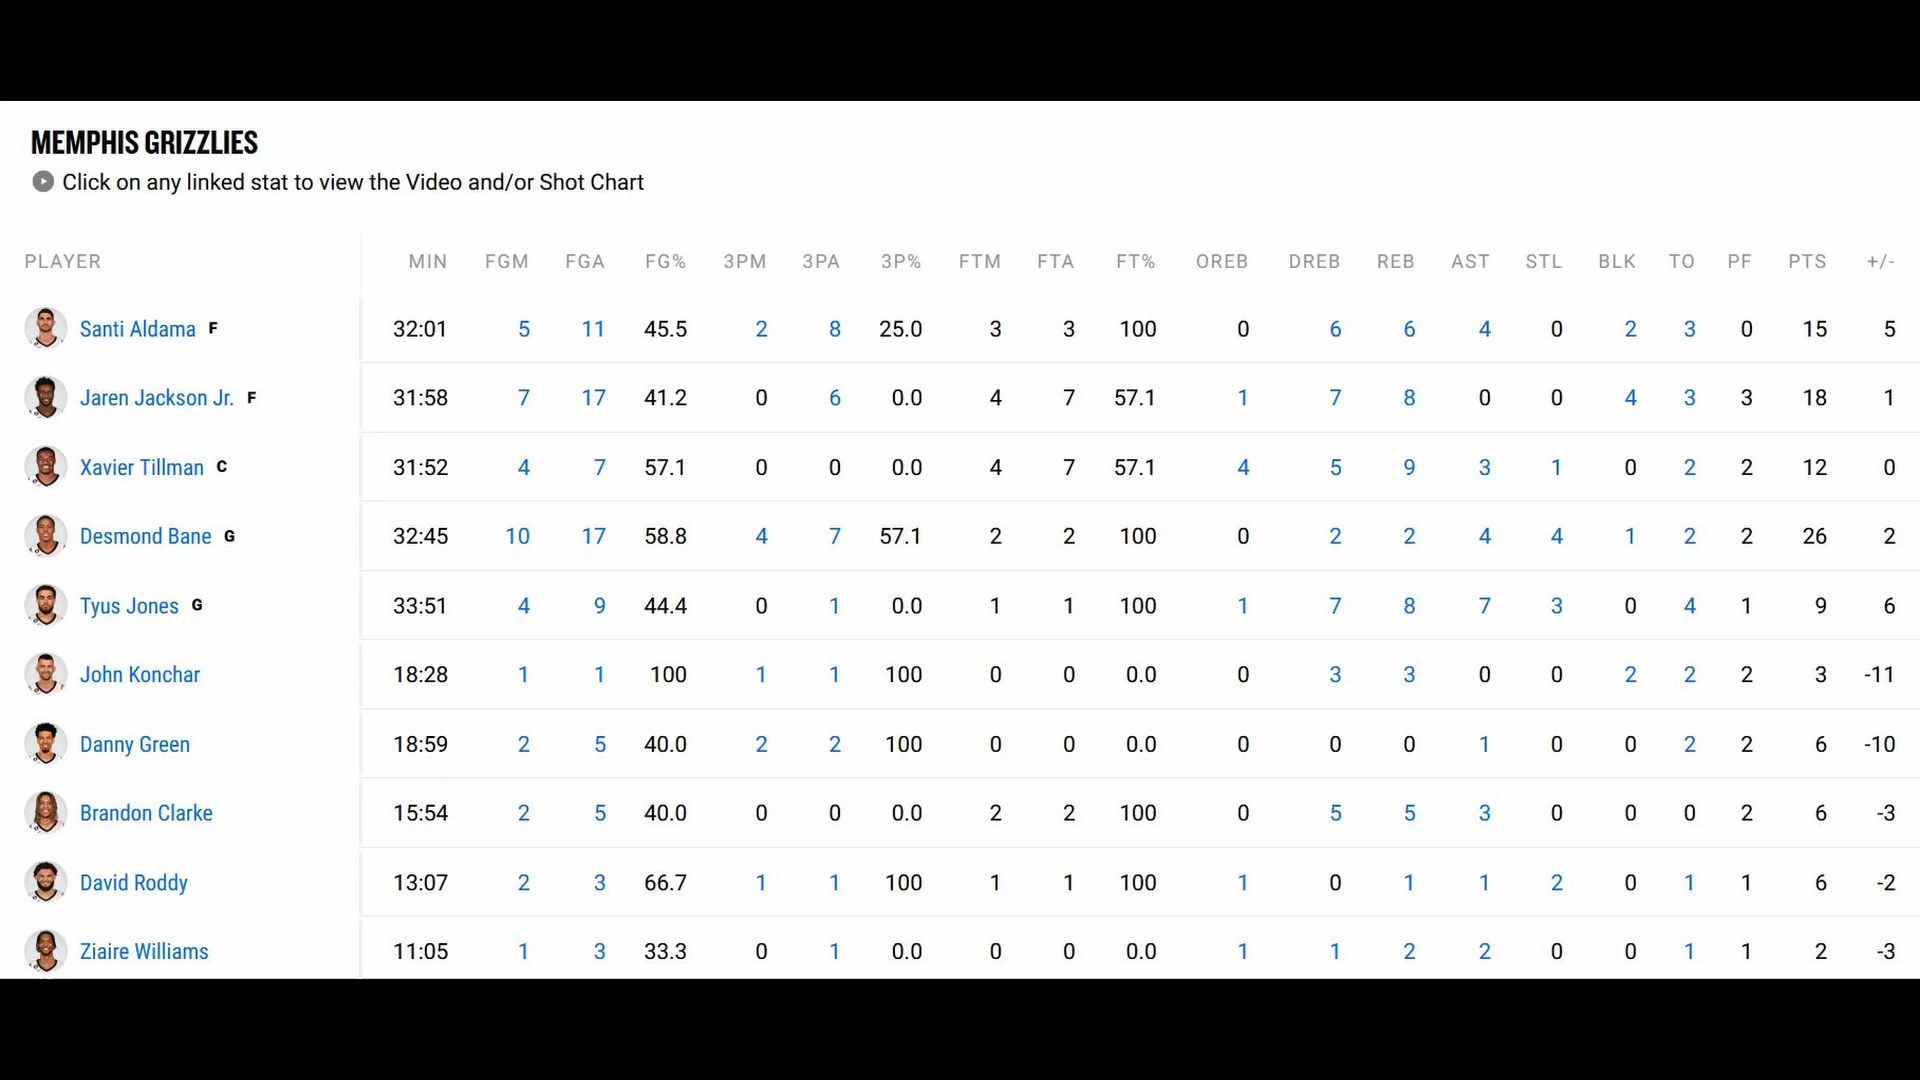 MEMPHIS GRIZZLIES
Click on any linked stat to view the Video and/or Shot Chart
PLAYER MIN FGM FGA FG% 3PM 3PA 3P% FTM FTA FT% OREB DREB REB AST STL BLK TO PF PTS +/-
Santi Aldama F 32:01 5 11 45.5 2 8 25.0 3 3 100 0 6 6 4 0 2 3 0 15 5
Jaren Jackson Jr. F 31:58 7 17 41.2 0 6 0.0 4 7 57.1 1 7 8 0 0 4 3 3 18 1
Xavier Tillman C 31:52 4 7 57.1 0 0 0.0 4 7 57.1 4 5 9 3 1 0 2 2 12 0
Desmond Bane G 32:45 10 17 58.8 4 7 57.1 2 2 100 0 2 2 4 4 1 2 2 26 2
Tyus Jones G 33:51 4 9 44.4 0 1 0.0 1 1 100 1 7 8 7 3 0 4 1 9 6
John Konchar 18:28 1 1 100 1 1 100 0 0 0.0 0 3 3 0 0 2 2 2 3 -11
Danny Green 18:59 2 5 40.0 2 2 100 0 0 0.0 0 0 0 1 0 0 2 2 6 -10
Brandon Clarke 15:54 2 5 40.0 0 0 0.0 2 2 100 0 5 5 3 0 0 0 2 6 -3
David Roddy 13:07 2 3 66.7 1 1 100 1 1 100 1 0 1 1 2 0 1 1 6 -2
Ziaire Williams 11:05 1 3 33.3 0 1 0.0 0 0 0.0 1 1 2 2 0 0 1 1 2 -3